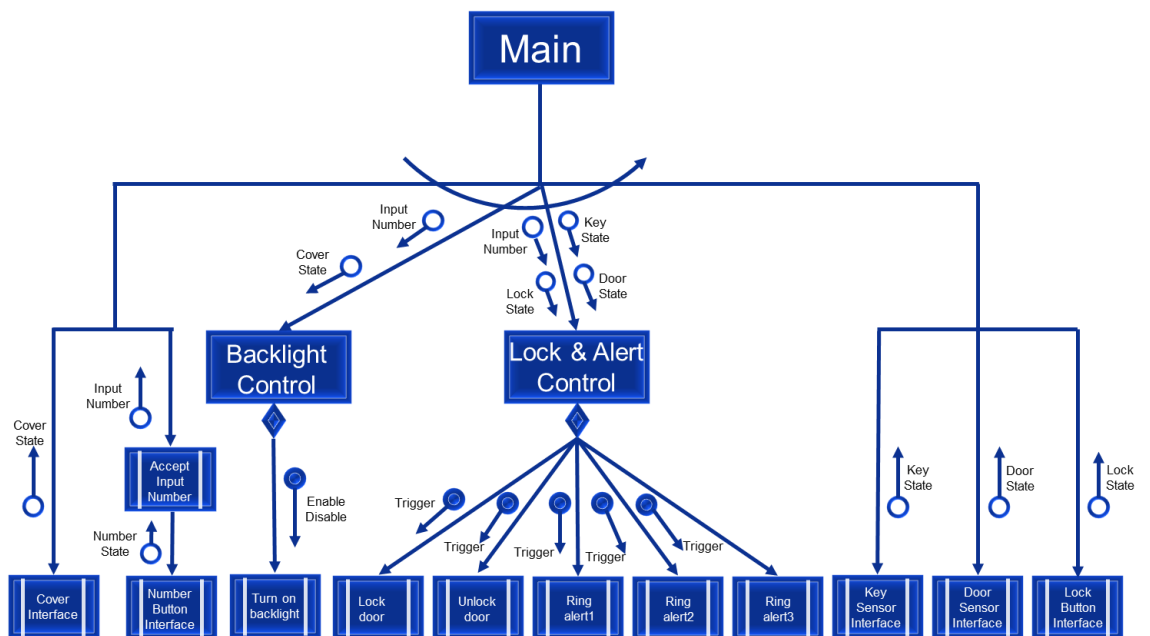 Main
Input
Number
Cover
State
Input
Number
Key
State
Lock
State
Door
State
Backlight
Control
Lock & Alert
Control
Input
Number
Cover
State
Accept
Input
Number
Number
State
Enable
Disable
Trigger
Trigger
Trigger
Trigger
Trigger
Key
State
Door
State
Lock
State
Cover
Interface
Number
Button
Interface
Turn on
backlight
Lock
door
Unlock
door
Ring
alert1
Ring
alert2
Ring
alert3
Key
Sensor
Interface
Door
Sensor
Interface
Lock
Button
Interface